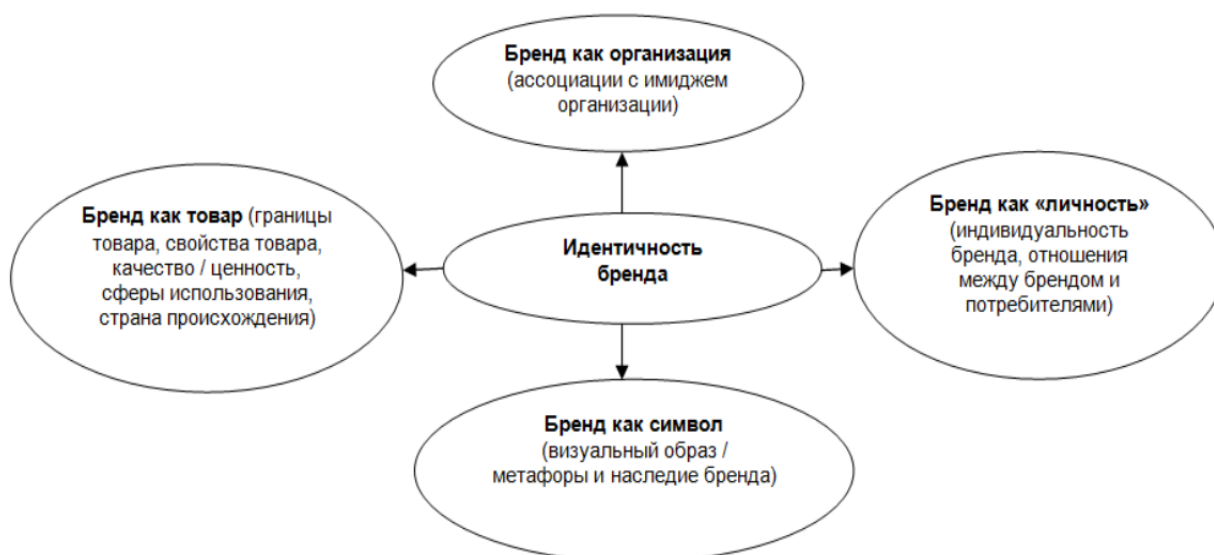 Бренд как организация
(ассоциации с имиджем
организации)
Бренд как товар (границы
товара, свойства товара,
качество / ценность,
сферы использования,
страна происхождения)
Идентичность
бренда
Бренд как «личность»
(индивидуальность
бренда, отношения
между брендом и
потребителями)
Бренд как символ
(визуальный образ /
метафоры и наследие бренда)